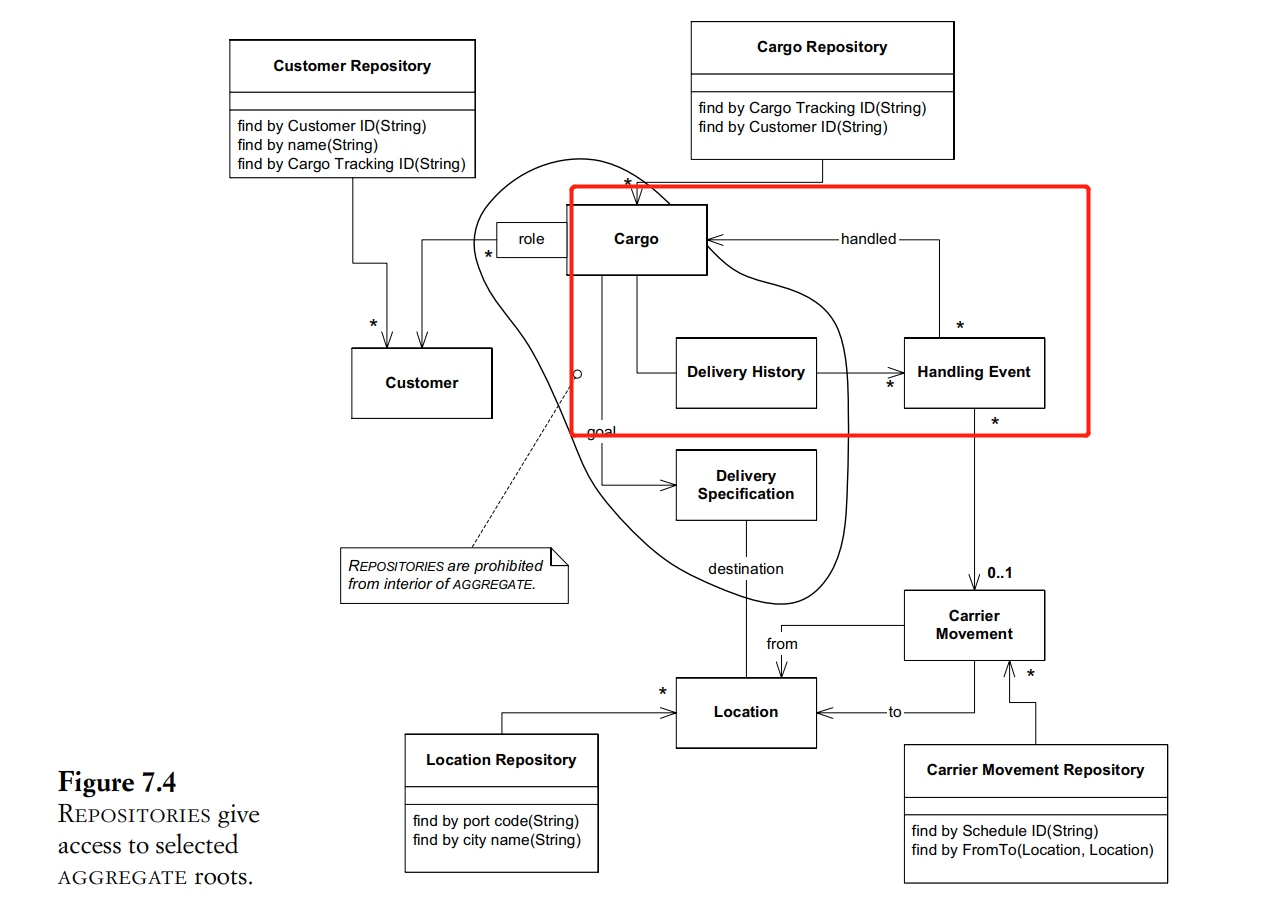 Customer Repository
find by Customer ID(String)
find by name(String)
find by Cargo Tracking ID(String)
Cargo Repository
find by Cargo Tracking ID(String)
find by Customer ID(String)
*
role
*
Cargo
handled
*
*
Customer
Delivery History
*
Handling Event
*
goal
Delivery
Specification
REPOSITORIES are prohibited
from interior of AGGREGATE.
destination
0..1
Carrier
Movement
from
*
*
Location
to
Location Repository
find by port code(String)
find by city name(String)
Carrier Movement Repository
find by Schedule ID(String)
find by FromTo(Location, Location)
Figure 7.4
REPOSITORIES give
access to selected
AGGREGATE roots.